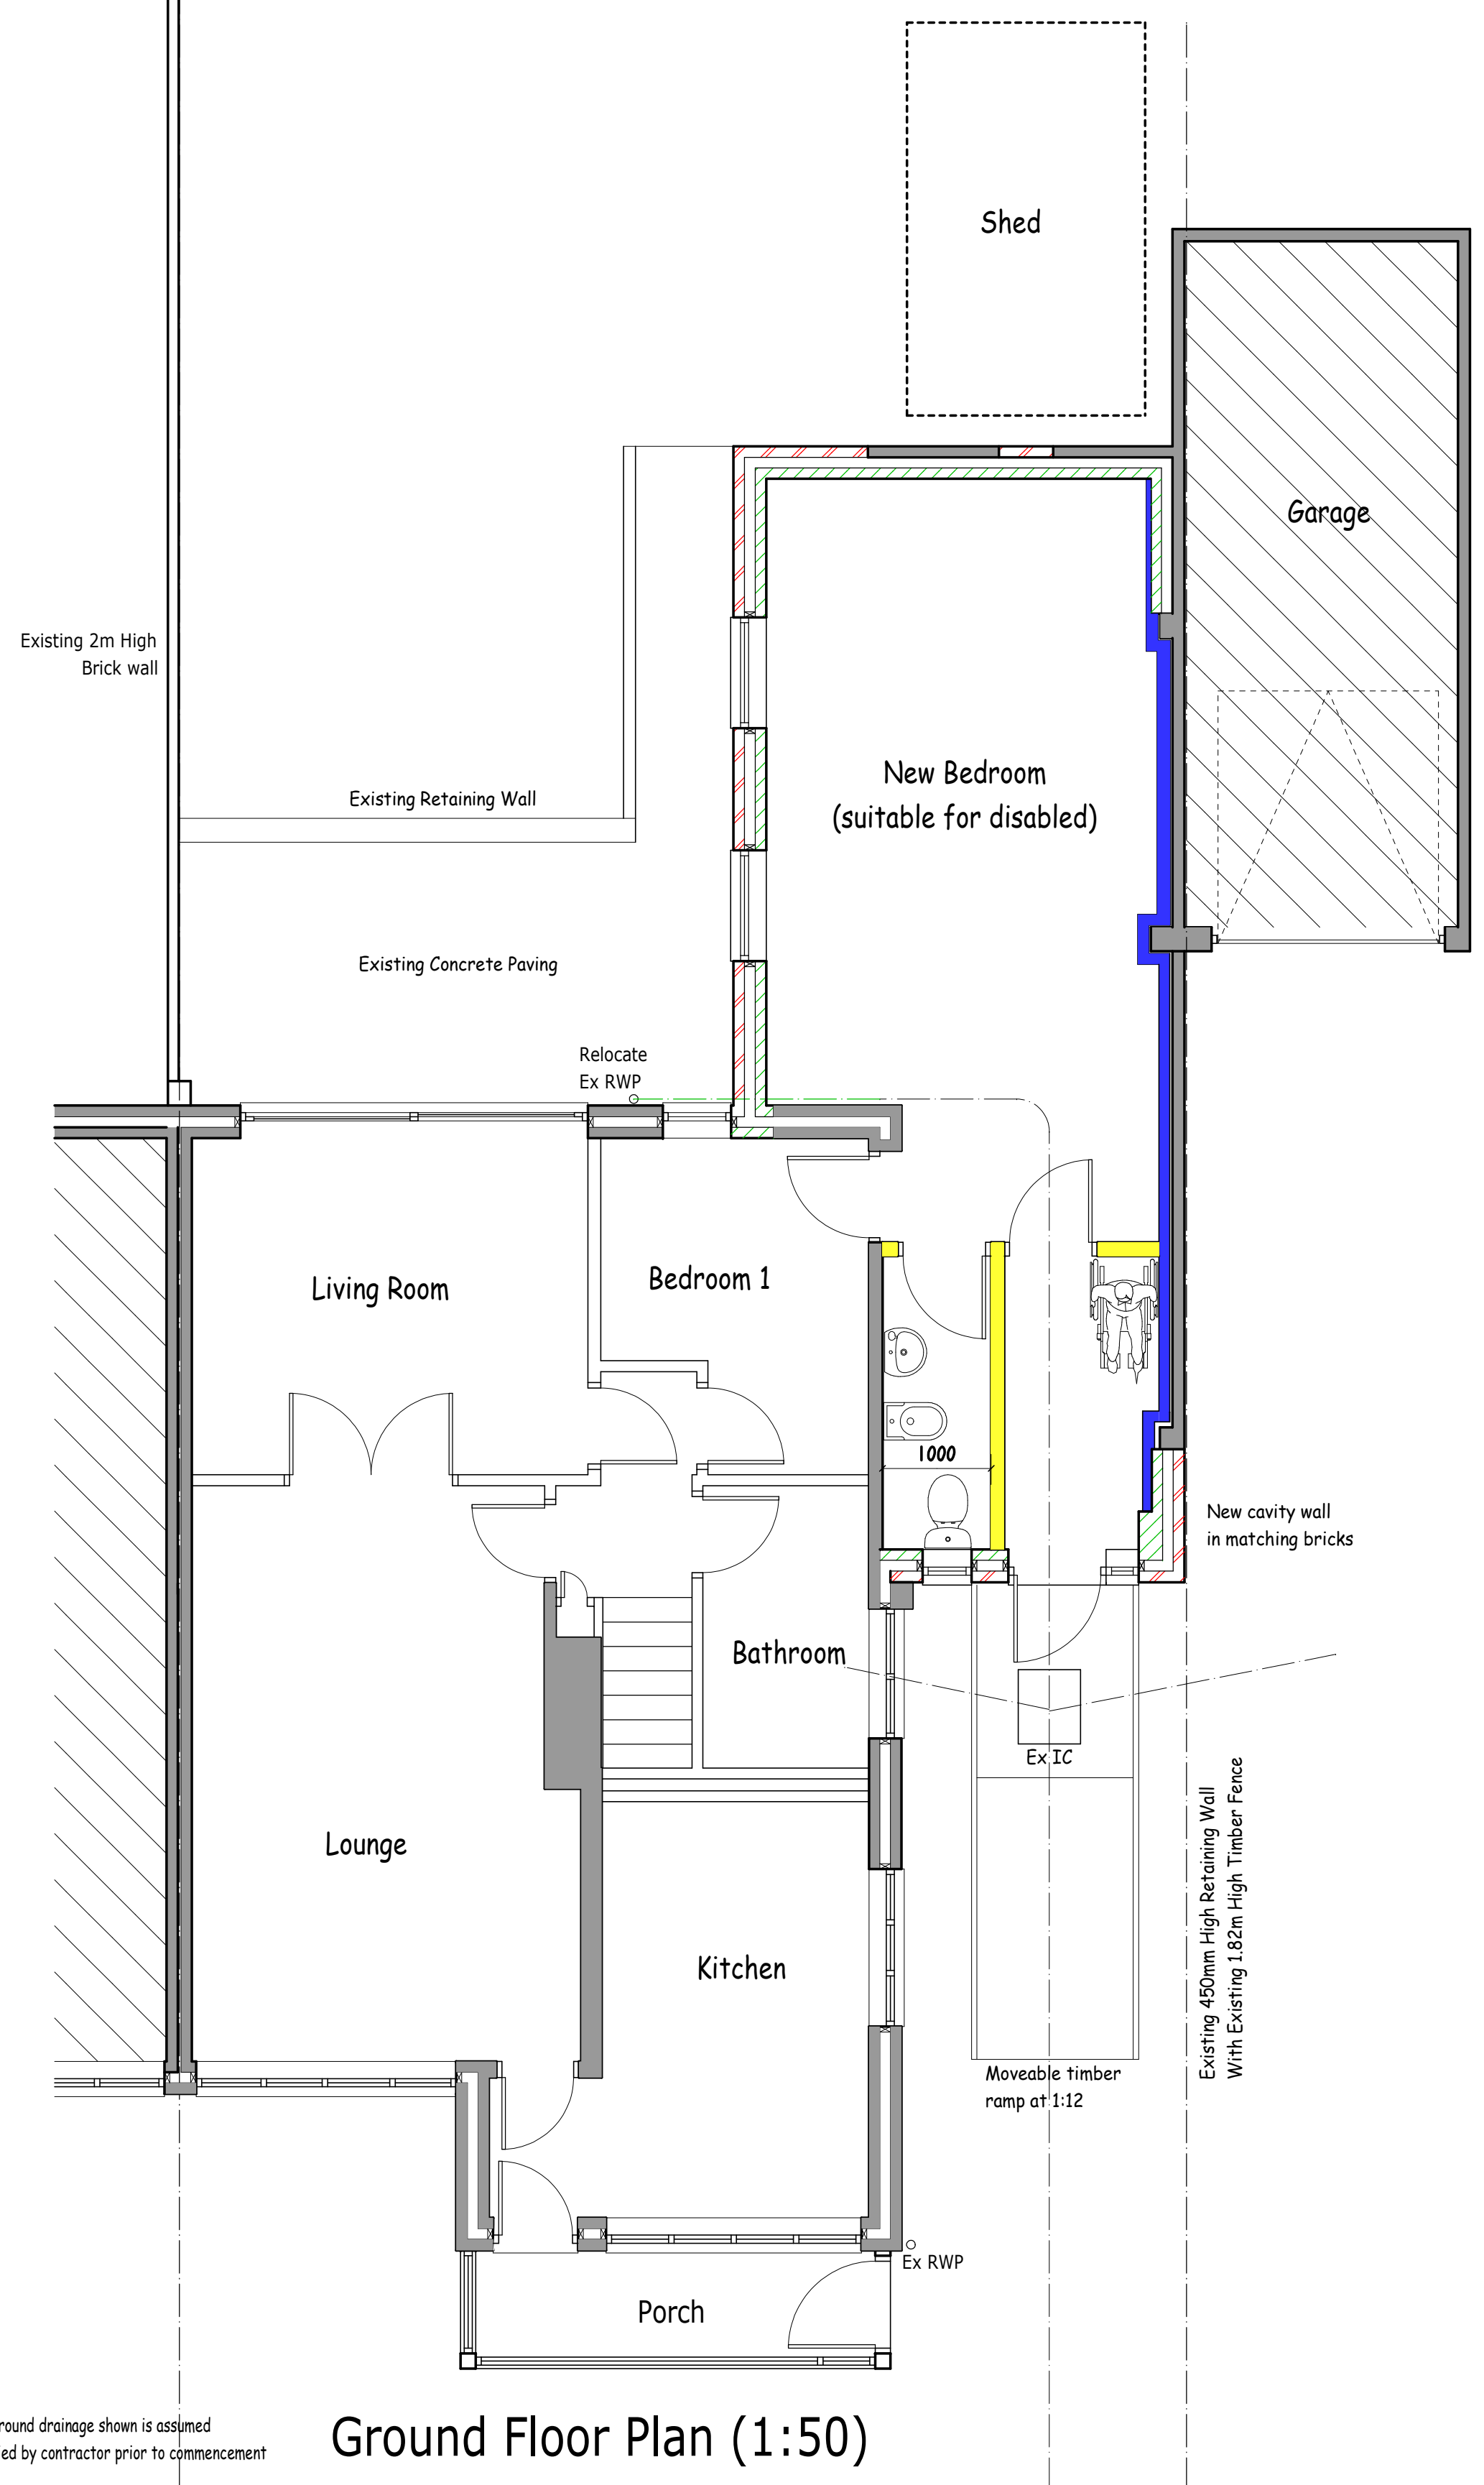 Shed
Garage
Existing 2m High
Brick wall
New Bedroom
(suitable for disabled)
Existing Retaining Wall
Existing Concrete Paving
Relocate
Ex RWP
Living Room
Bedroom 1
1000
New cavity wall
in matching bricks
Bathroom
Ex IC
Lounge
Existing 450mm High Retaining Wall
With Existing 1.82m High Timber Fence
Kitchen
Moveable timber
ramp at 1:12
Ex RWP
Porch
drainage shown is assumed
by contractor prior to commencement
Ground Floor Plan (1:50)